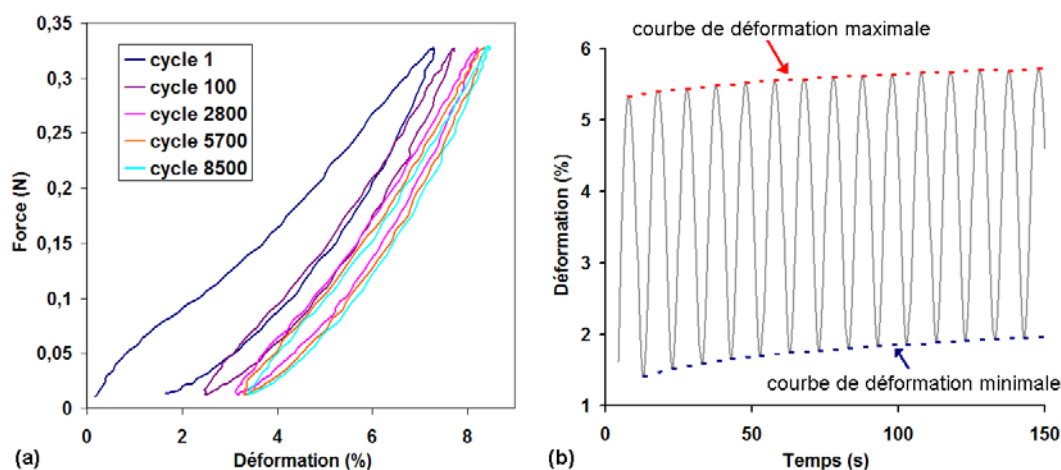 0,35
0,3
0,25
0,2
0,15
0,1
0,05
0
Force (N)
cycle 1
cycle 100
cycle 2800
cycle 5700
cycle 8500
0 2 4 6 8
(a) Déformation (%)
courbe de déformation maximale
6
5
4
3
2
1
Déformation (%)
courbe de déformation minimale
0 50 100 150
(b) Temps (s)